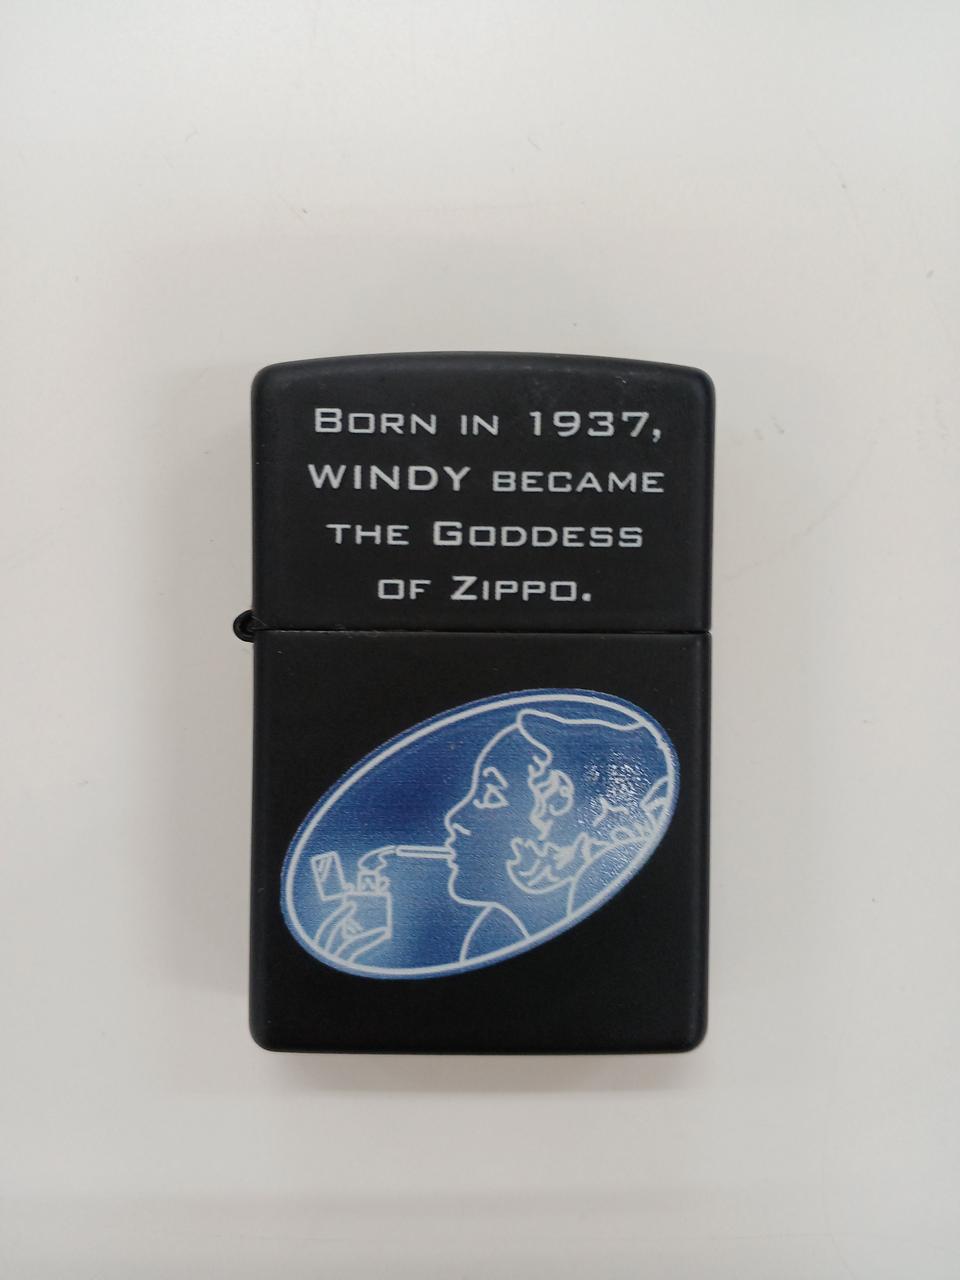 Born in 1937,
WINDY became
the Goddess
of Zippo.